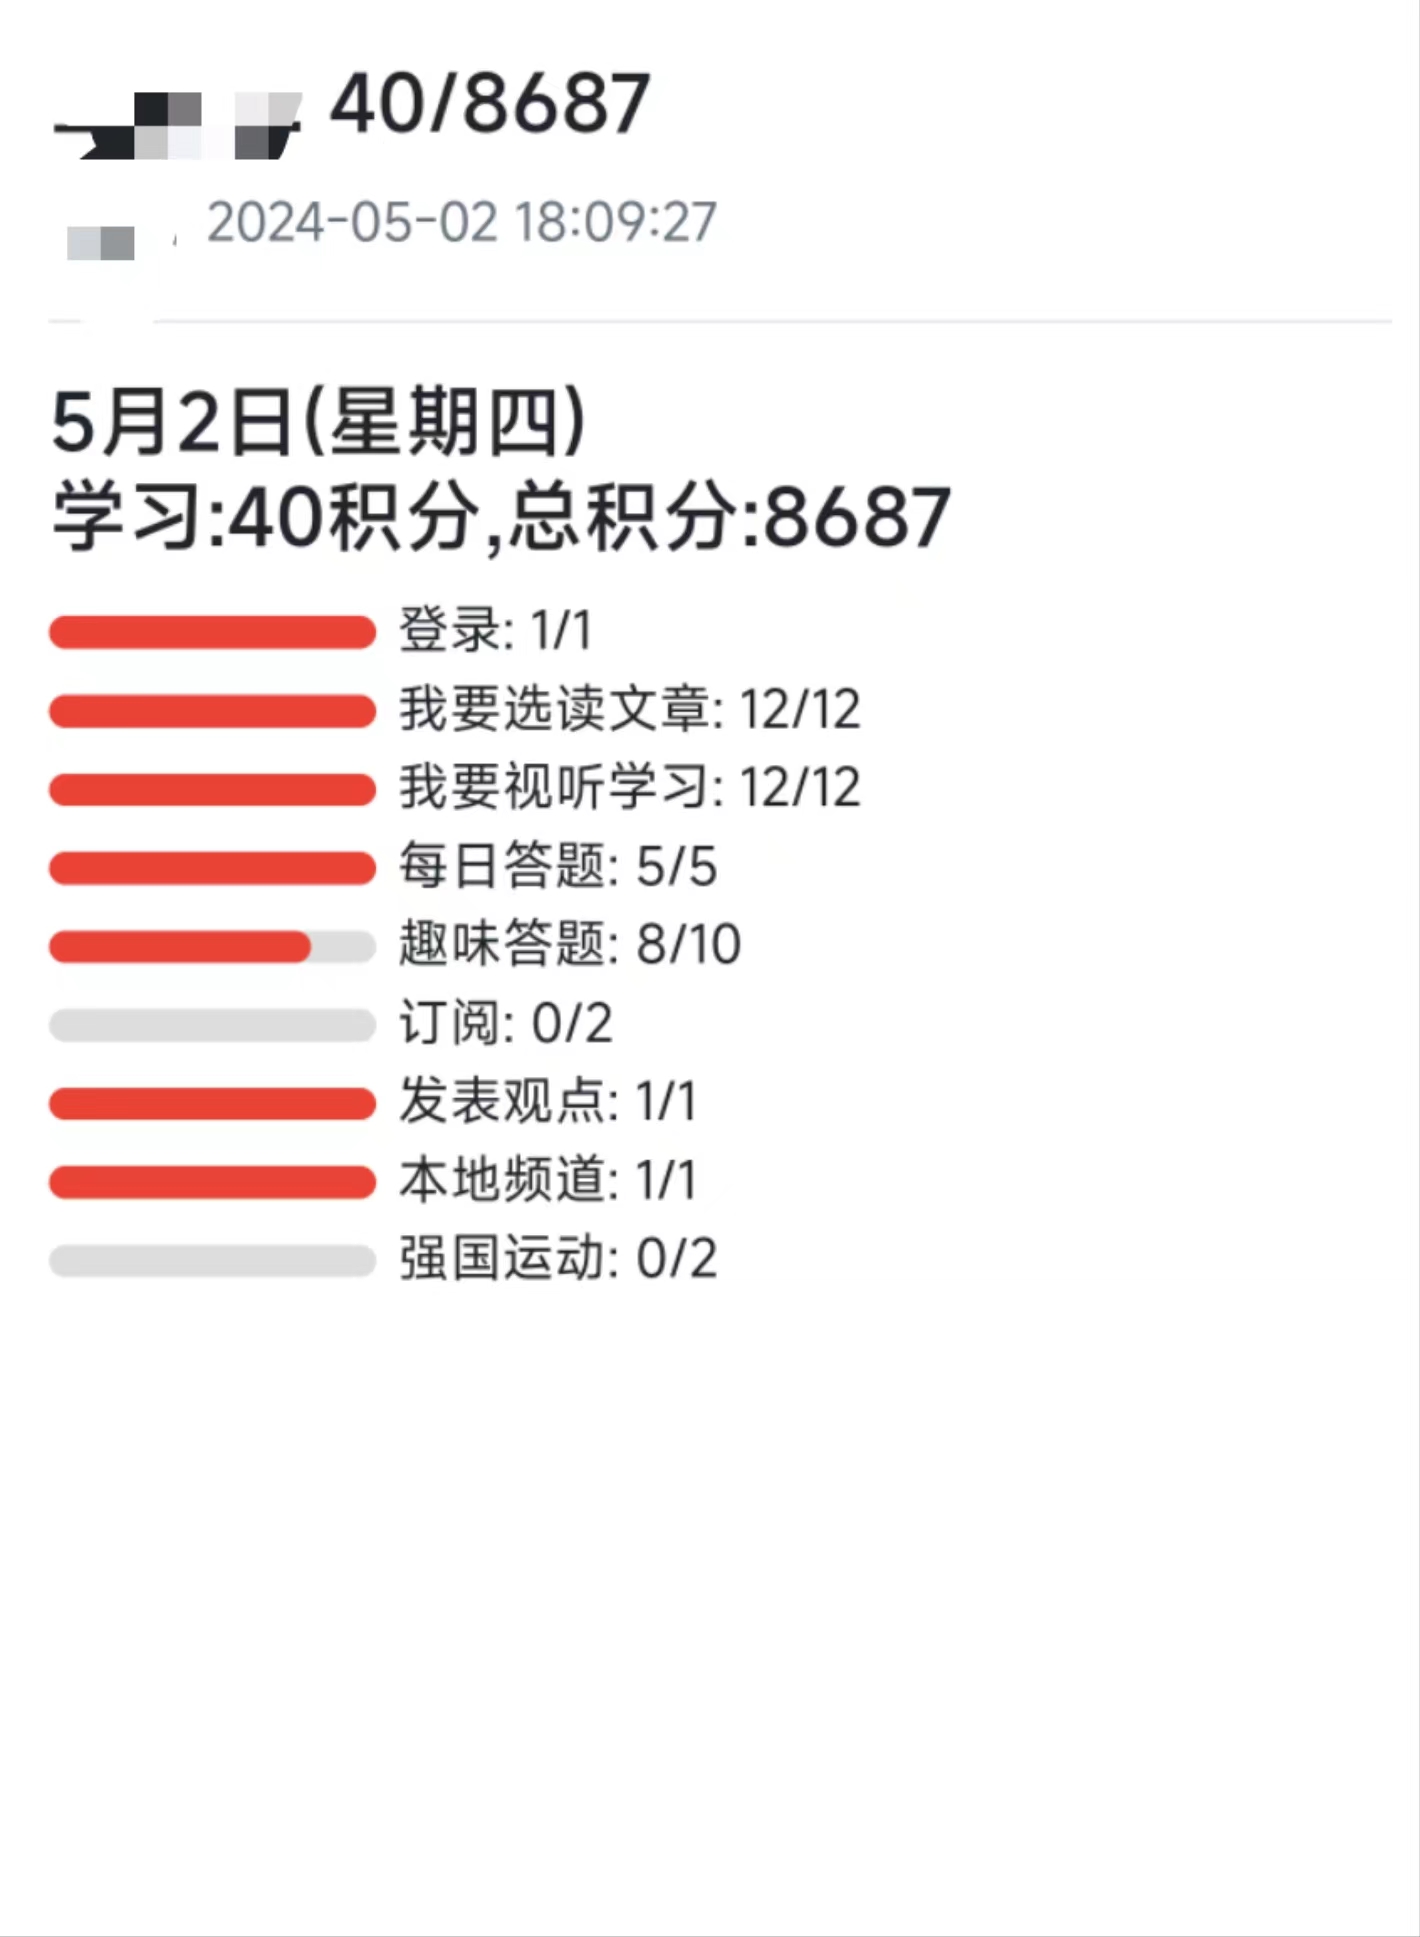 40/8687
2024-05-02 18:09:27
5月2日(星期四)
学习:40积分,总积分:8687
登录: 1/1
我要选读文章: 12/12
我要视听学习: 12/12
每日答题: 5/5
趣味答题: 8/10
订阅: 0/2
发表观点: 1/1
本地频道: 1/1
强国运动: 0/2